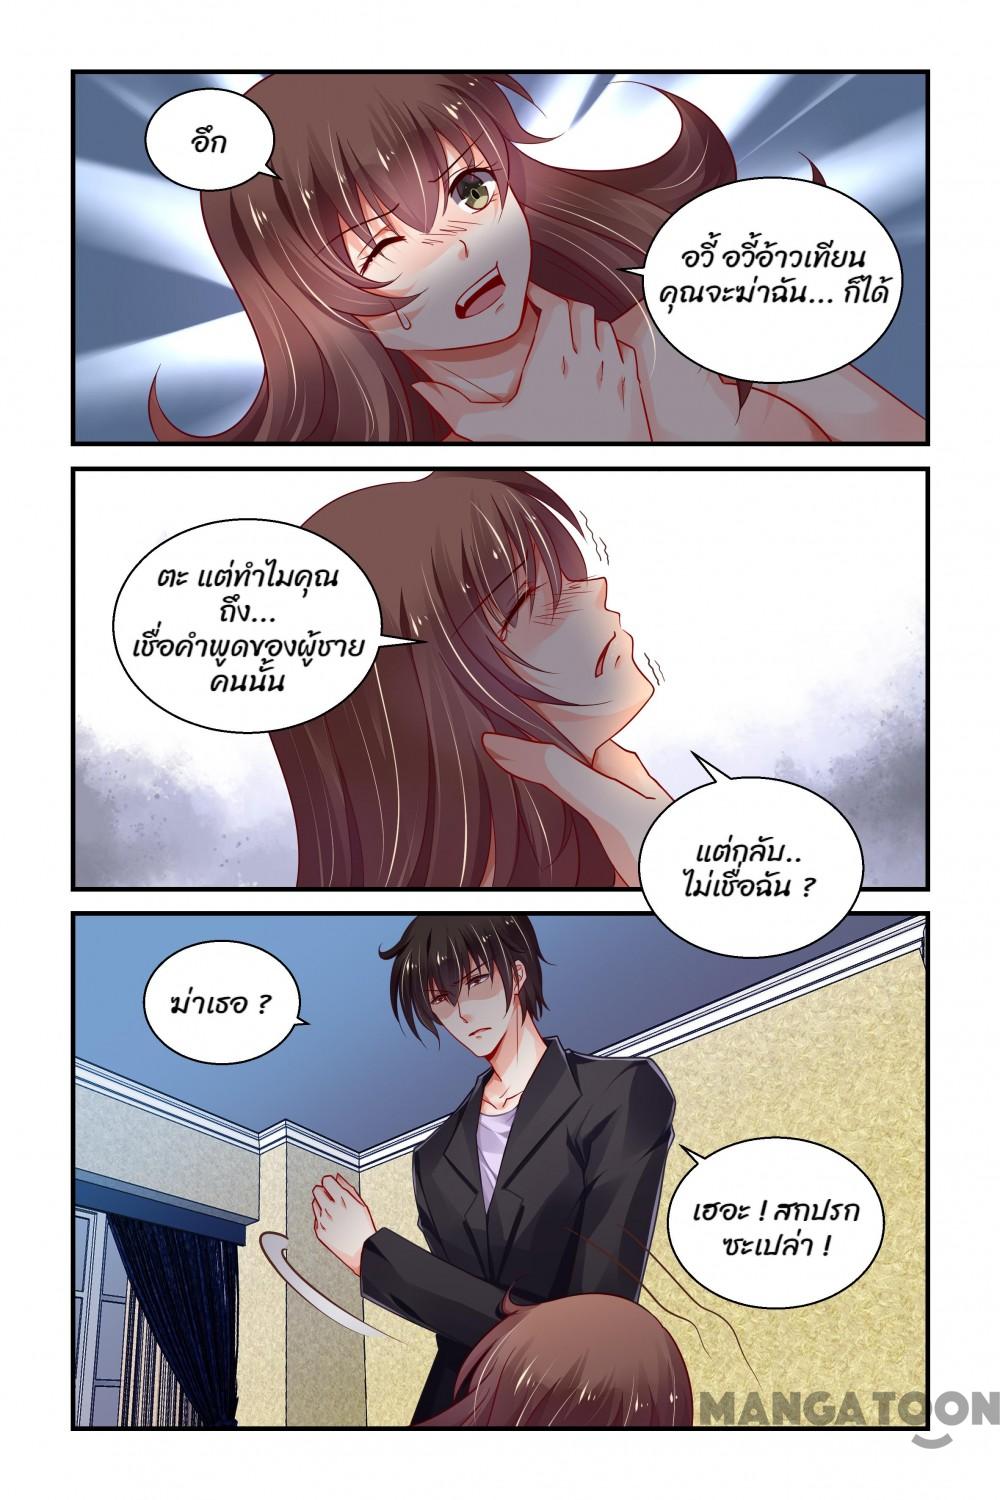 อึก
อวี้ อวี้อ้าวเทียน
คุณจะฆ่าฉัน... ก็ได้
ตะ แต่ทำไมคุณ
ถึง...
เชื่อคำพูดของผู้ชาย
คนนั้น
แต่กลับ..
ไม่เชื่อฉัน ?
ฆ่าเธอ ?
เฮอะ ! สกปรก
ซะเปล่า !
MANGATOON